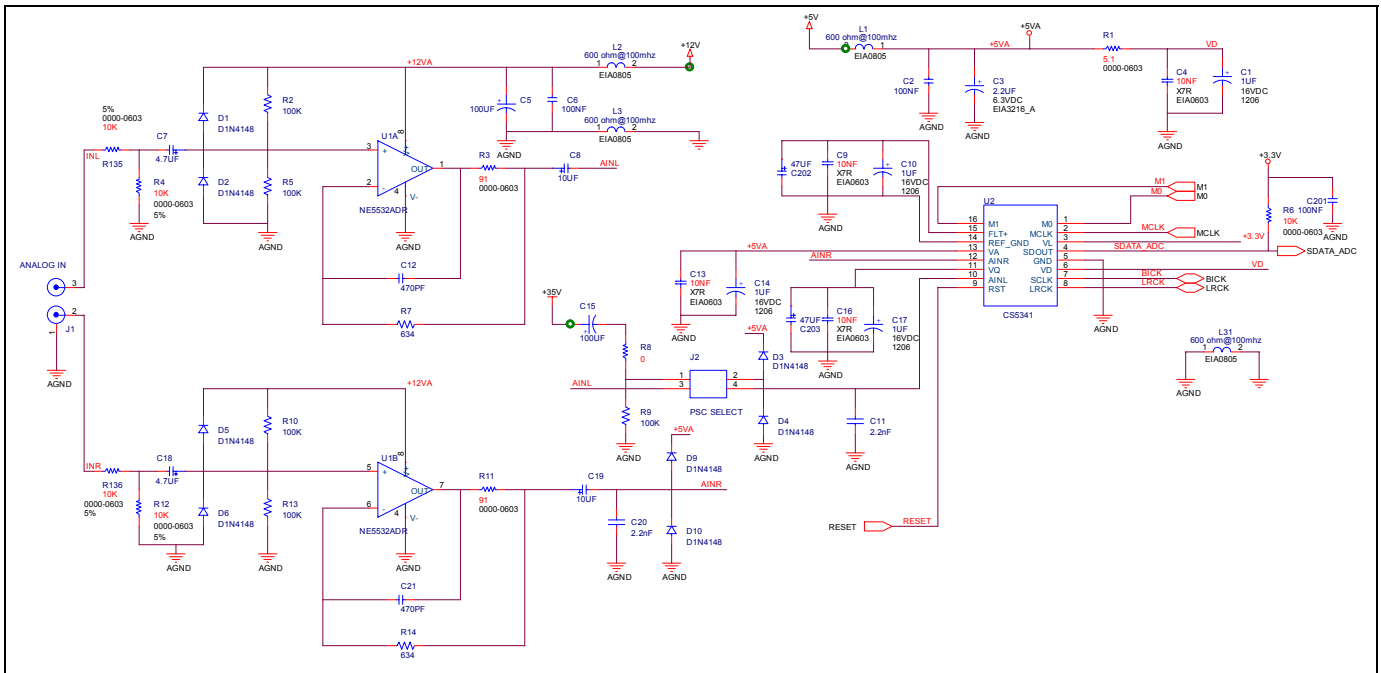 +5V
L1
600 ohm@100mhz
1
EIA0805
+5VA
+5VA
R1
5.1
0000-0603
VD
C2
100NF
AGND
C3
2.2UF
6.3VDC
EIA3216_A
AGND
C4
10NF
X7R
EIA0603
AGND
C1
1UF
16VDC
1206
L2
600 ohm@100mhz
1
2
EIA0805
+12V
+12VA
C5
100UF
C6
100NF
L3
600 ohm@100mhz
1
2
EIA0805
AGND
AGND
5%
0000-0603
10K
INL
R135
C7
4.7UF
R4
10K
0000-0603
5%
AGND
D1
D1N4148
D2
D1N4148
R2
100K
R5
100K
AGND
U1A
3
+
2
-
8
V+
OUT
1
4
V-
NE5532ADR
AGND
R3
91
0000-0603
C8
10UF
AINL
C12
470PF
R7
634
ANALOG IN
3
2
J1
1
AGND
+35V
C15
100UF
R8
0
J2
1
2
3
4
PSC SELECT
AINL
R9
100K
AGND
+5VA
D3
D1N4148
D4
D1N4148
AGND
C11
2.2nF
AGND
47UF
C202
C9
10NF
X7R
EIA0603
C10
1UF
16VDC
1206
AGND
+5VA
C13
10NF
X7R
EIA0603
AGND
C14
1UF
16VDC
1206
AINR
47UF
C203
C16
10NF
X7R
EIA0603
C17
1UF
16VDC
1206
AGND
U2
16
M1
M0
1
15
FLT+
MCLK
2
14
REF_GND
VL
3
13
VA
SDOUT
4
12
AINR
GND
5
11
VQ
VD
6
10
AINL
SCLK
7
9
RST
LRCK
8
CS5341
M1
M1
M0
M0
MCLK
MCLK
+3.3V
+3.3V
R6
10K
0000-0603
C201
100NF
AGND
SDATA_ADC
SDATA_ADC
VD
BICK
BICK
LRCK
LRCK
AGND
L31
600 ohm@100mhz
1
2
EIA0805
AGND
RESET
RESET
+12VA
INR
R136
10K
0000-0603
5%
C18
4.7UF
R12
10K
0000-0603
5%
AGND
D5
D1N4148
D6
D1N4148
R10
100K
R13
100K
AGND
U1B
5
+
6
-
8
V+
OUT
7
4
V-
NE5532ADR
AGND
R11
91
0000-0603
C19
10UF
C20
2.2nF
AGND
+5VA
D9
D1N4148
AINR
D10
D1N4148
AGND
C21
470PF
R14
634